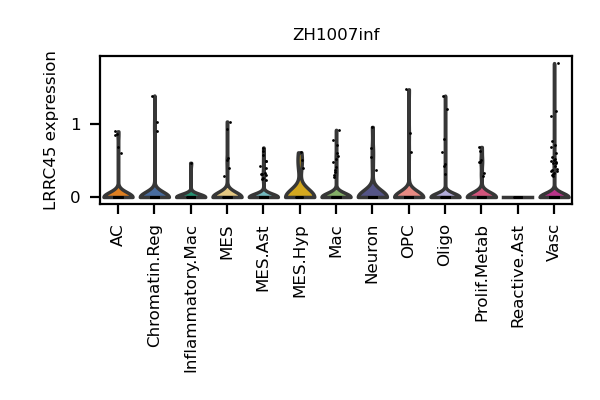 ZH1007inf
LRRC45 expression
1
0
AC
Chromatin.Reg
Inflammatory.Mac
MES
MES.Ast
MES.Hyp
Mac
Neuron
OPC
Oligo
Prolif.Metab
Reactive.Ast
Vasc